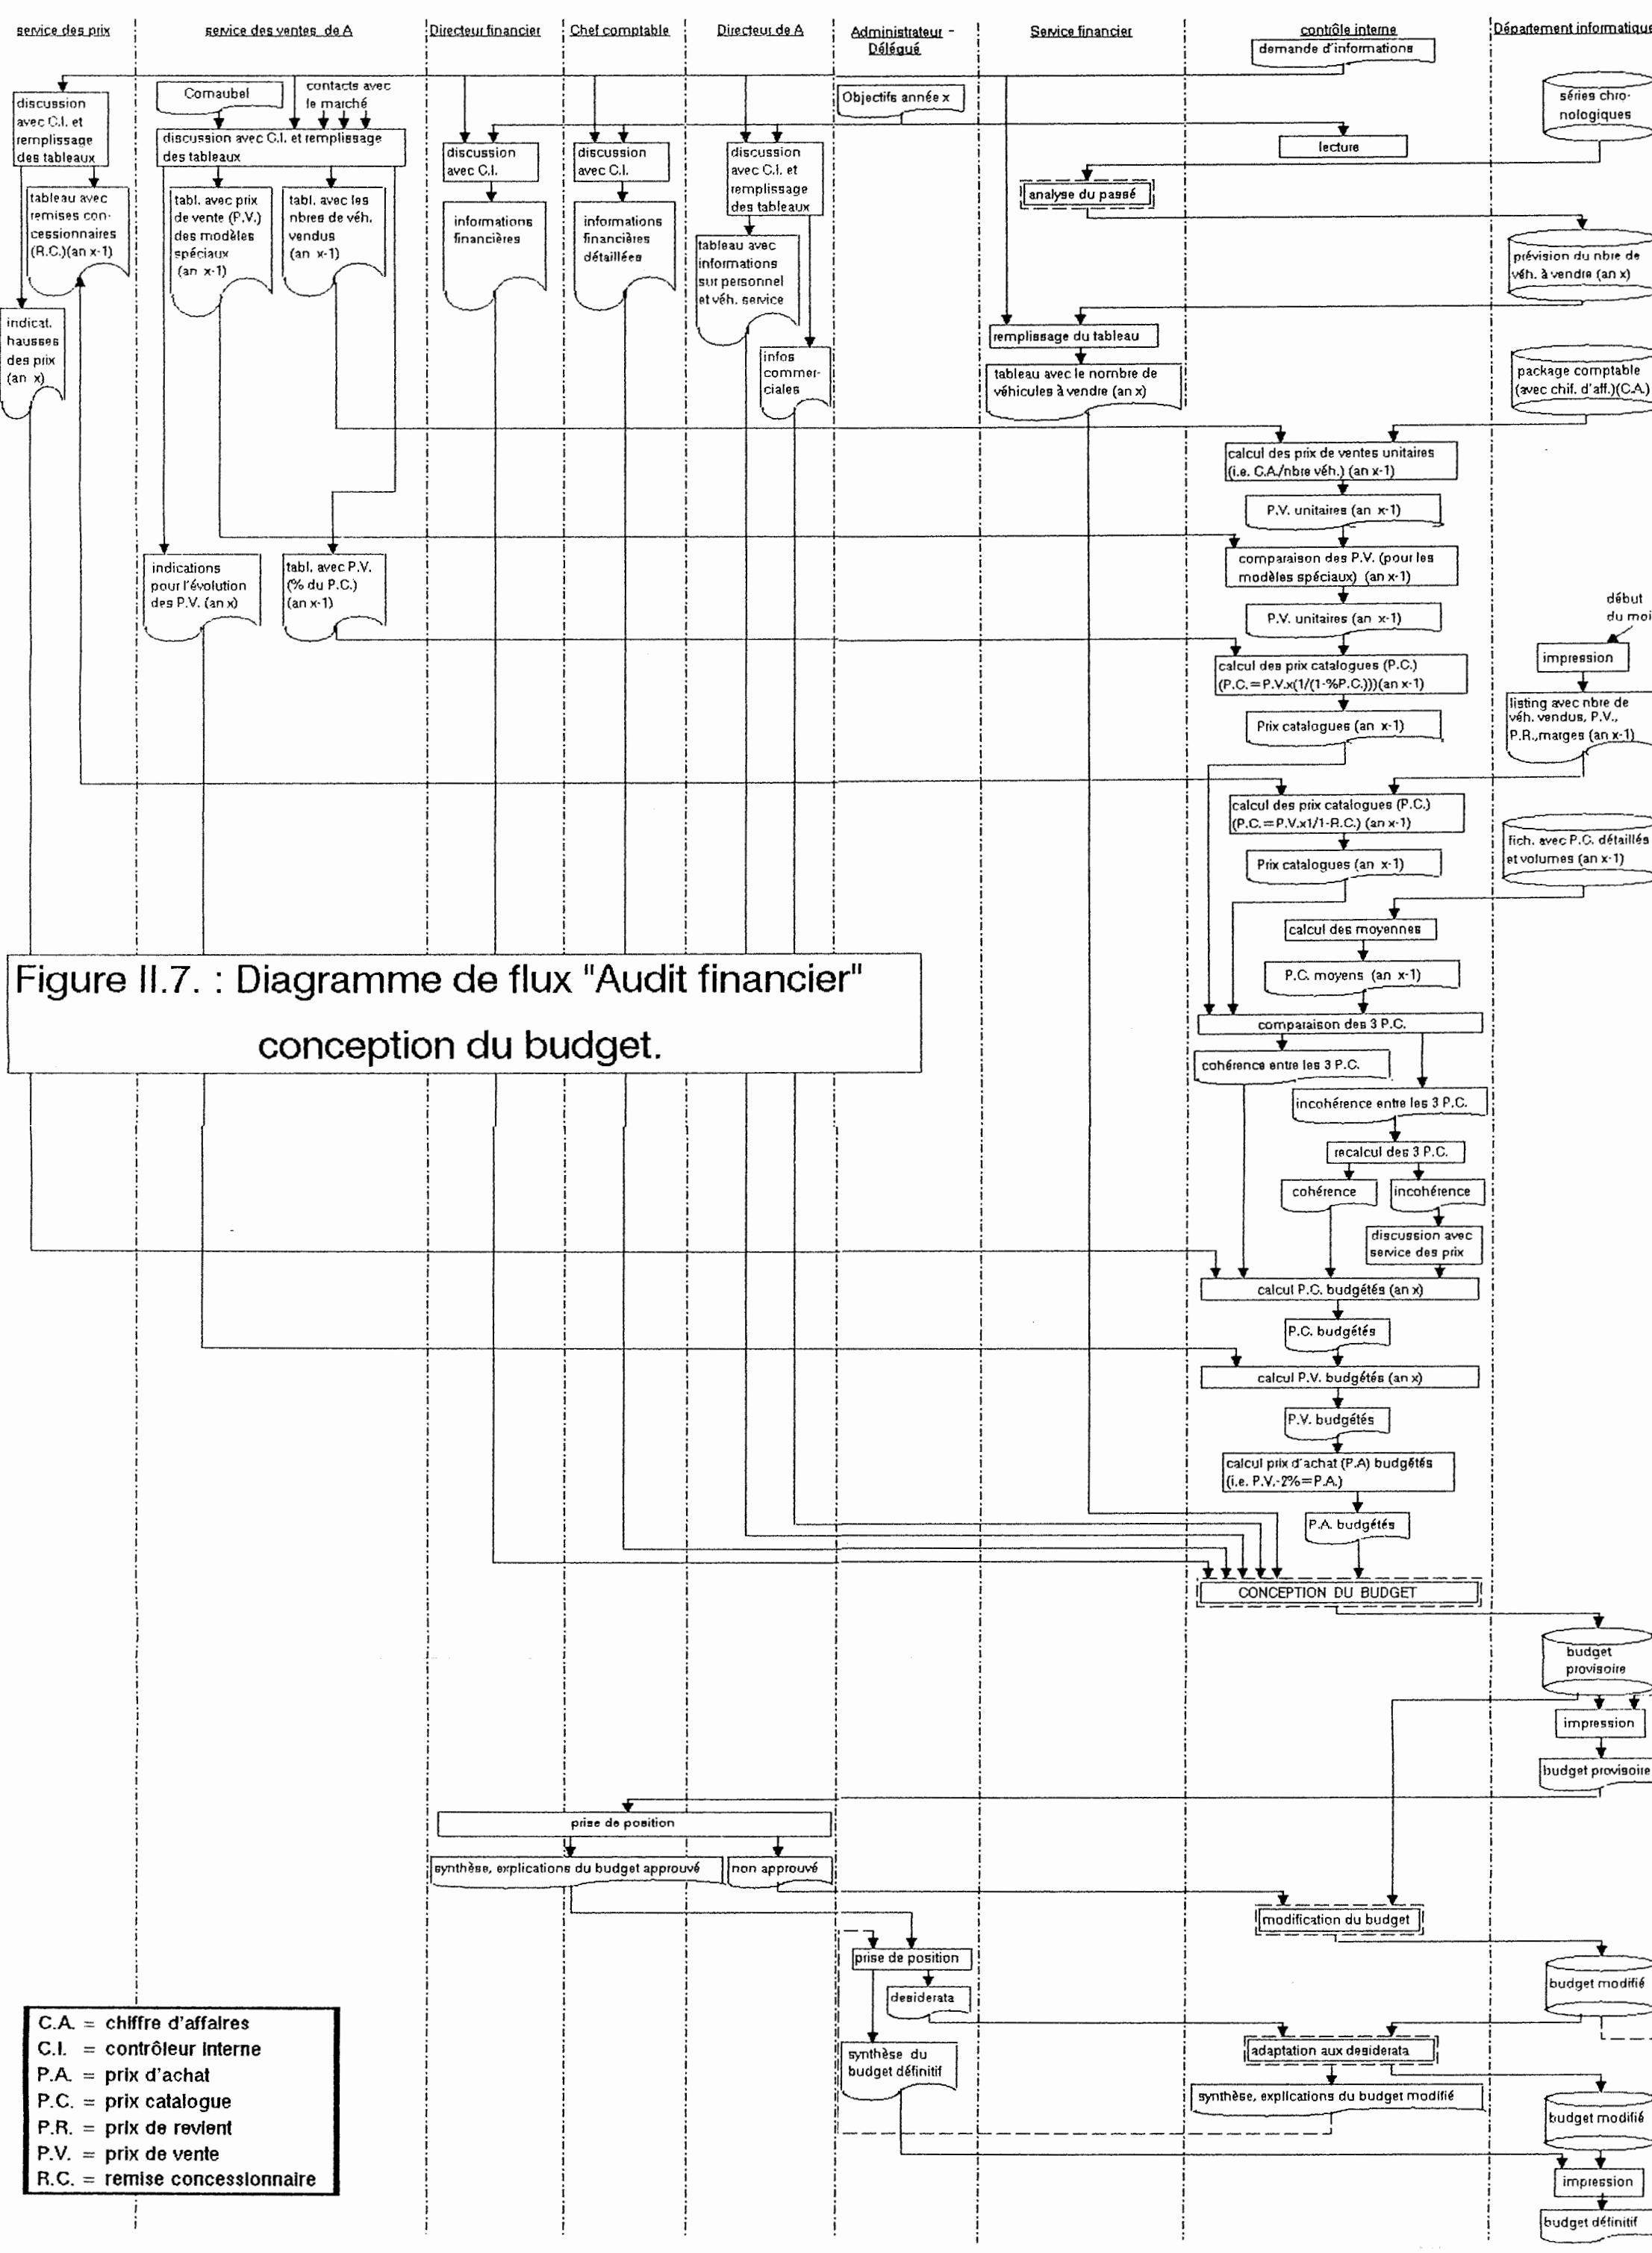 service des prix
service des ventes de A
Directeur financier
Chef comptable
Directeur de A
Administrateur -
Délégué
Service financier
contrôle interne
Département informatique
demande d'informations
discussion
avec C.I. et
remplissage
des tableaux
contacts avec
le marché
discussion avec C.I. et remplissage
des tableaux
Objectifs année x
séries chro-
nologiques
discussion
avec C.I.
discussion
avec C.I.
discussion
avec C.I. et
remplissage
des tableaux
lecture
analyse du passé
tableau avec
remises con-
cessionnaires
(R.C.)(an x-1)
tabl. avec prix
de vente (P.V.)
des modèles
spéciaux
(an x-1)
tabl. avec les
nbres de véh.
vendus
(an x-1)
informations
financières
informations
financières
détaillées
tableau avec
informations
sur personnel
et véh. service
prévision du nbre de
véh. à vendre (an x)
indicat.
hausses
des prix
(an x)
infos
commer-
ciales
remplissage du tableau
tableau avec le nombre de
véhicules à vendre (an x)
package comptable
(avec chif. d'aff.)(C.A.)
calcul des prix de ventes unitaires
(i.e. C.A./nbre véh.) (an x-1)
P.V. unitaires (an x-1)
indications
pour l'évolution
des P.V. (an x)
tabl. avec P.V.
(% du P.C.)
(an x-1)
comparaison des P.V. (pour les
modèles spéciaux) (an x-1)
P.V. unitaires (an x-1)
début
du moi
impression
calcul des prix catalogues (P.C.)
(P.C.=P.V.x(1/(1-%P.C.)))(an x-1)
listing avec nbre de
véh. vendus, P.V.,
P.R.,marges (an x-1)
Prix catalogues (an x-1)
calcul des prix catalogues (P.C.)
(P.C.=P.V.x1/1-R.C.) (an x-1)
fich. avec P.C. détaillés
et volumes (an x-1)
Prix catalogues (an x-1)
calcul des moyennes
P.C. moyens (an x-1)
Figure II.7. : Diagramme de flux "Audit financier"
conception du budget.
comparaison des 3 P.C.
cohérence entre les 3 P.C.
incohérence entre les 3 P.C.
recalcul des 3 P.C.
cohérence
incohérence
discussion avec
service des prix
calcul P.C. budgétés (an x)
P.C. budgétés
calcul P.V. budgétés (an x)
P.V. budgétés
calcul prix d'achat (P.A) budgétés
(i.e. P.V.-2%=P.A.)
P.A. budgétés
CONCEPTION DU BUDGET
budget
provisoire
impression
budget provisoire
prise de position
synthèse, explications du budget approuvé
non approuvé
modification du budget
prise de position
desiderata
budget modifié
synthèse du
budget définitif
adaptation aux desiderata
synthèse, explications du budget modifié
budget modifié
impression
budget définitif
C.A. = chiffre d'affaires
C.I. = contrôleur interne
P.A. = prix d'achat
P.C. = prix catalogue
P.R. = prix de revient
P.V. = prix de vente
R.C. = remise concessionnaire